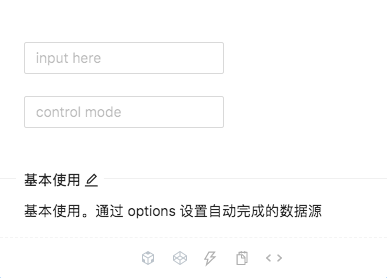 input here
control mode
基本使用
基本使用。通过 options 设置自动完成的数据源